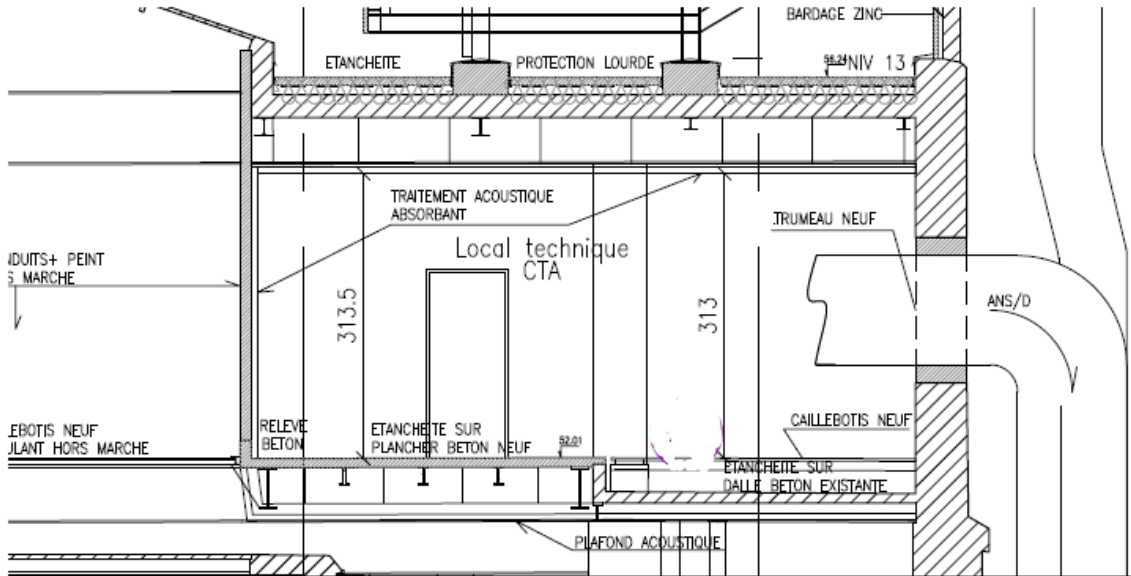 BARDAGE ZINC
ETANCHEITE
PROTECTION LOURDE
56.24
NIV 13
TRAITEMENT ACOUSTIQUE
ABSORBANT
Local technique
CTA
TRUMEAU NEUF
NDUITS+ PEINT
S MARCHE
313.5
313
ANS/D
LEBOTIS NEUF
ULANT HORS MARCHE
RELEVE
BETON
ETANCHEITE SUR
PLANCHER BETON NEUF
52.01
CAILLEBOTIS NEUF
ETANCHEITE SUR
DALLE BETON EXISTANTE
PLAFOND ACOUSTIQUE